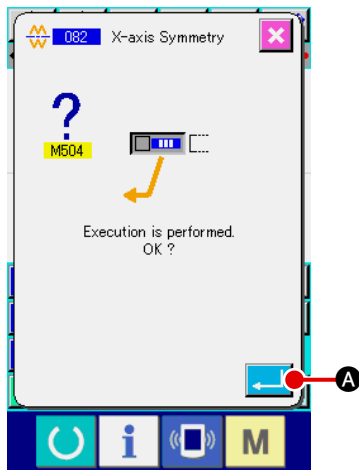 082 X-axis Symmetry
?
M504
Execution is performed.
OK ?
A
i M